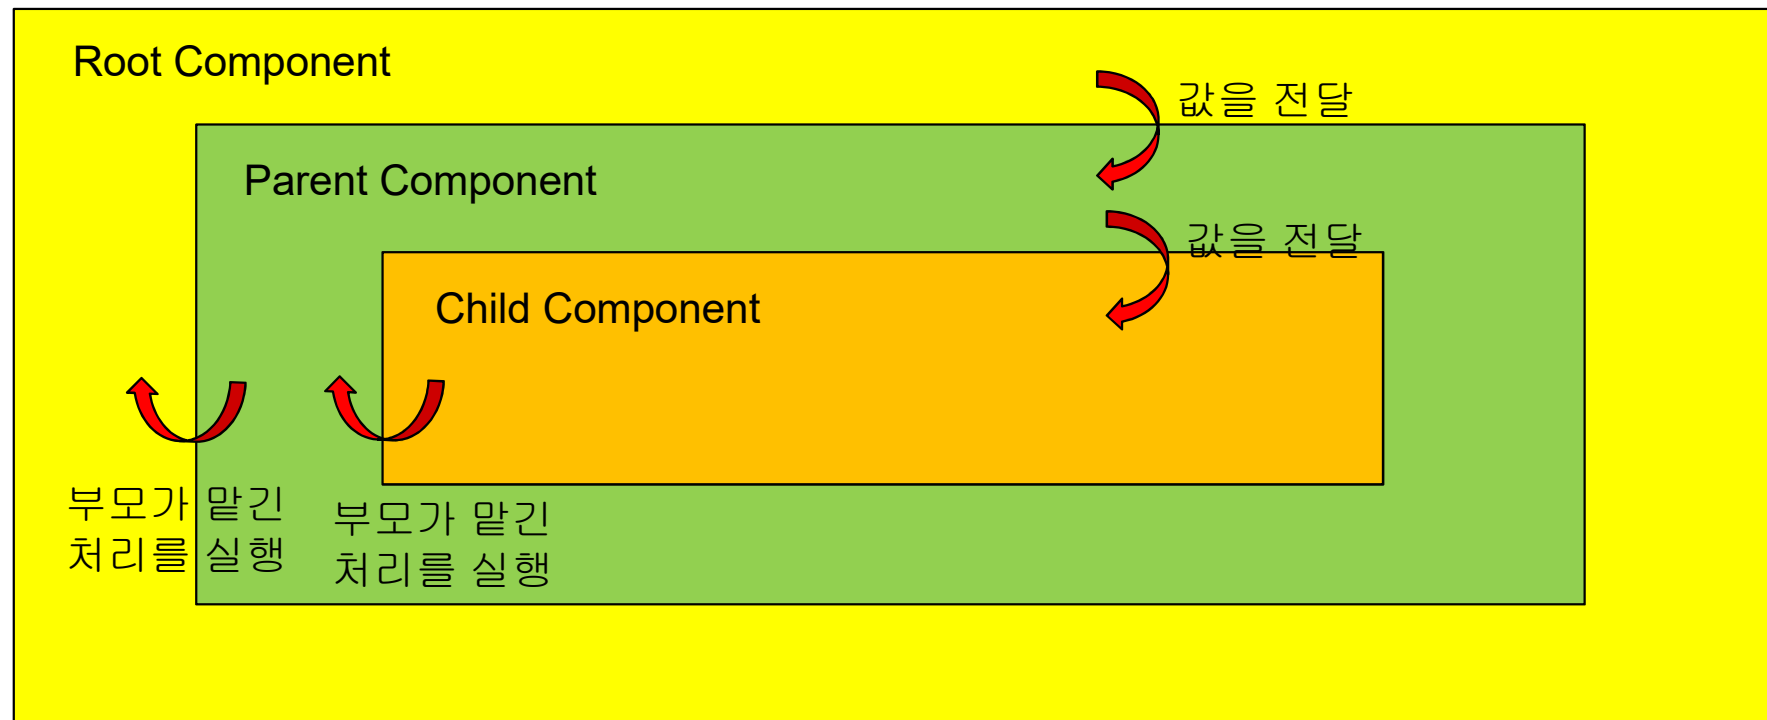 Root Component
값을 전달
Parent Component
값을 전달
Child Component
부모가 맡긴
처리를 실행
부모가 맡긴
처리를 실행